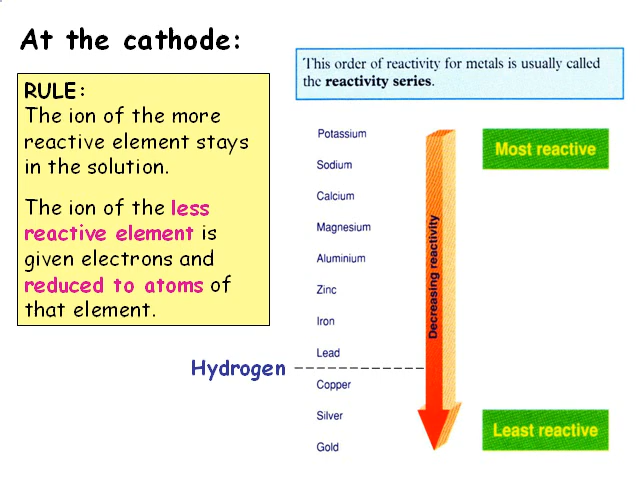 At the cathode:
This order of reactivity for metals is usually called
the reactivity series.
RULE:
The ion of the more
reactive element stays
in the solution.
The ion of the less
reactive element is
given electrons and
reduced to atoms of
that element.
Potassium
Sodium
Calcium
Magnesium
Aluminium
Zinc
Iron
Lead
Hydrogen
Copper
Silver
Gold
Decreasing reactivity
Most reactive
Least reactive